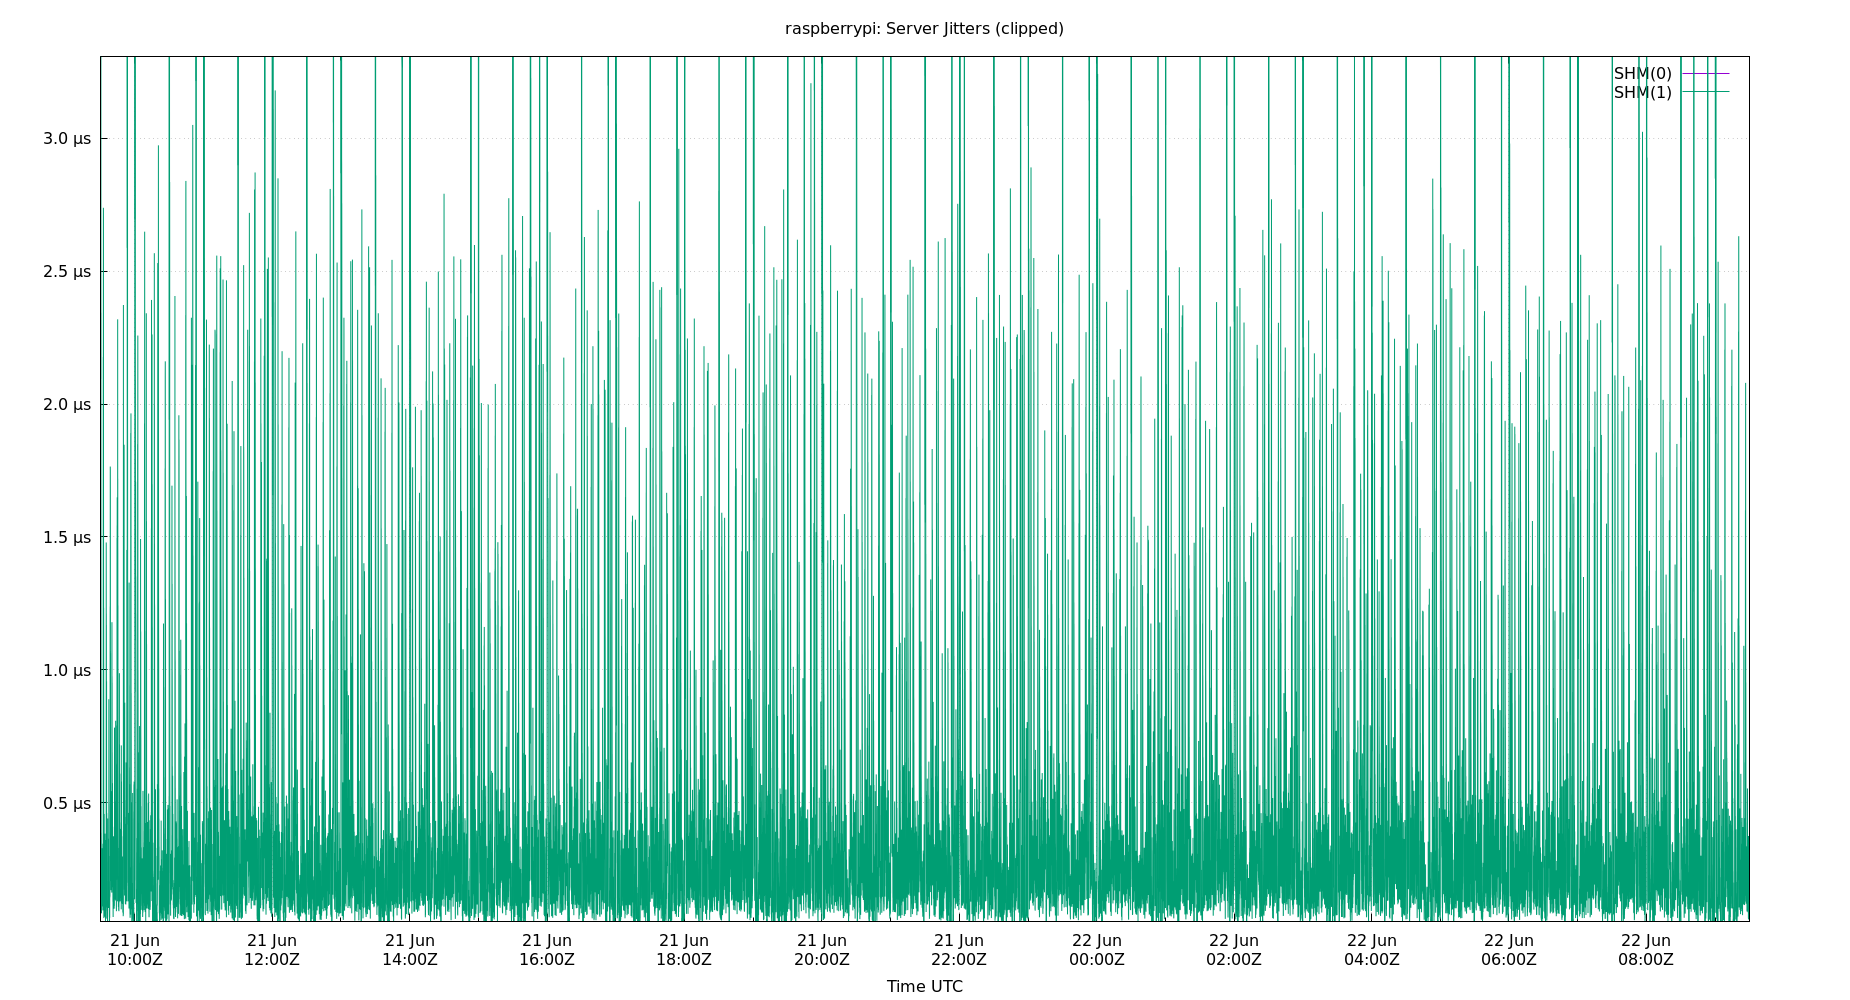 raspberrypi: Server Jitters (clipped)
SHM(0)
SHM(1)
3.0 µs
2.5 µs
2.0 µs
1.5 µs
1.0 µs
0.5 µs
21 Jun 21 Jun 21 Jun 21 Jun 21 Jun 21 Jun 21 Jun 22 Jun 22 Jun 22 Jun 22 Jun 22 Jun
10:00Z 12:00Z 14:00Z 16:00Z 18:00Z 20:00Z 22:00Z 00:00Z 02:00Z 04:00Z 06:00Z 08:00Z
Time UTC